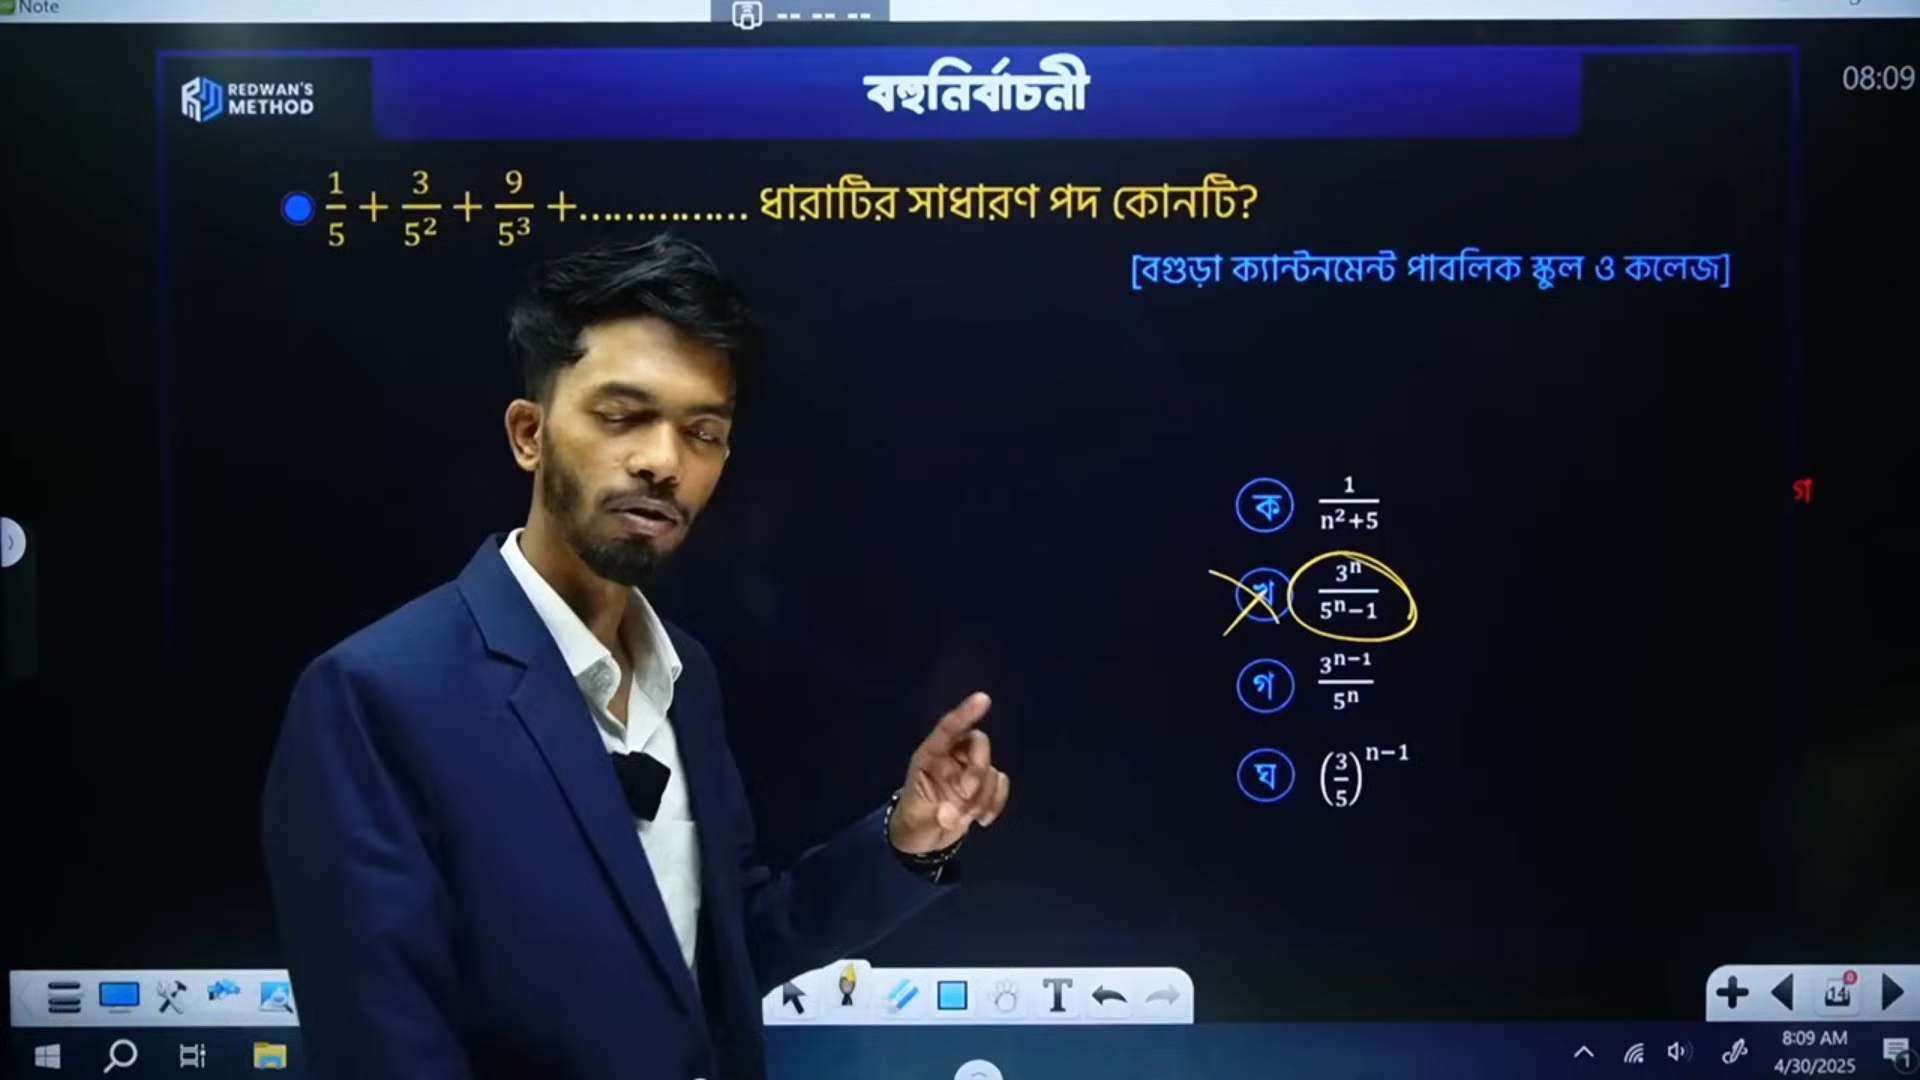 Note
REDWAN'S
METHOD
বহুনির্বাচনী
08:09
1/5 + 3/5² + 9/5³ +............... ধারাটির সাধারণ পদ কোনটি?
[বগুড়া ক্যান্টনমেন্ট পাবলিক স্কুল ও কলেজ]
ক 1/(n²+5)
গ
খ 3ⁿ/(5ⁿ−1)
গ 3ⁿ⁻¹/5ⁿ
ঘ (3/5)ⁿ⁻¹
T
14
8:09 AM
4/30/2025